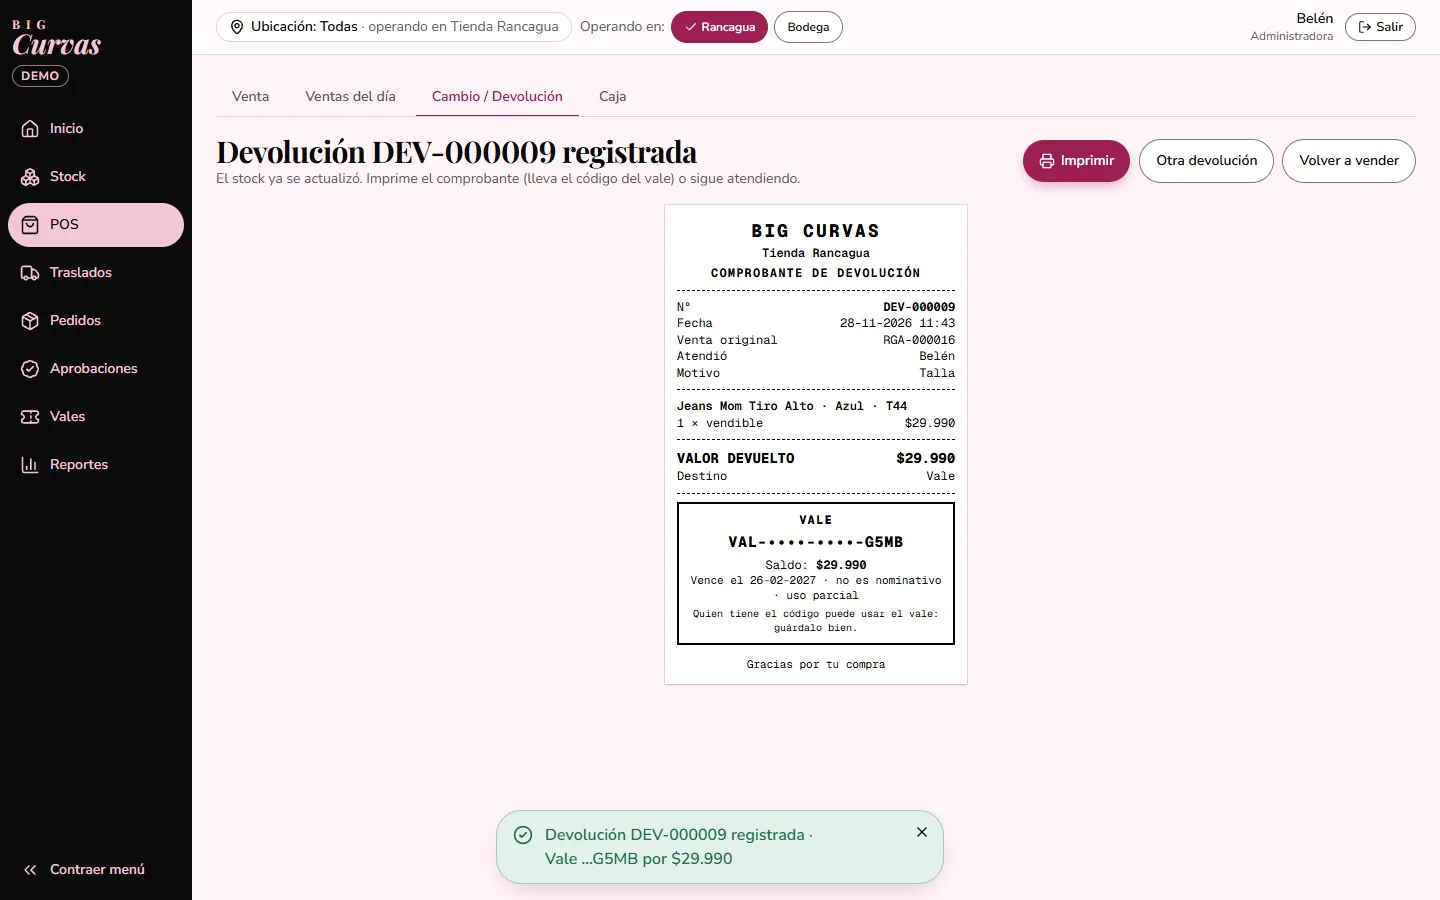 BIG
Curvas
DEMO
Inicio
Stock
POS
Traslados
Pedidos
Aprobaciones
Vales
Reportes
Contraer menú
Ubicación: Todas · operando en Tienda Rancagua
Operando en:
Rancagua
Bodega
Belén
Administradora
Salir
Venta
Ventas del día
Cambio / Devolución
Caja
Devolución DEV-000009 registrada
El stock ya se actualizó. Imprime el comprobante (lleva el código del vale) o sigue atendiendo.
Imprimir
Otra devolución
Volver a vender
BIG CURVAS
Tienda Rancagua
COMPROBANTE DE DEVOLUCIÓN
N° DEV-000009
Fecha 28-11-2026 11:43
Venta original RGA-000016
Atendió Belén
Motivo Talla
Jeans Mom Tiro Alto · Azul · T44
1 × vendible $29.990
VALOR DEVUELTO $29.990
Destino Vale
VALE
VAL-••••-••••-G5MB
Saldo: $29.990
Vence el 26-02-2027 · no es nominativo
· uso parcial
Quien tiene el código puede usar el vale:
guárdalo bien.
Gracias por tu compra
Devolución DEV-000009 registrada ·
Vale …G5MB por $29.990